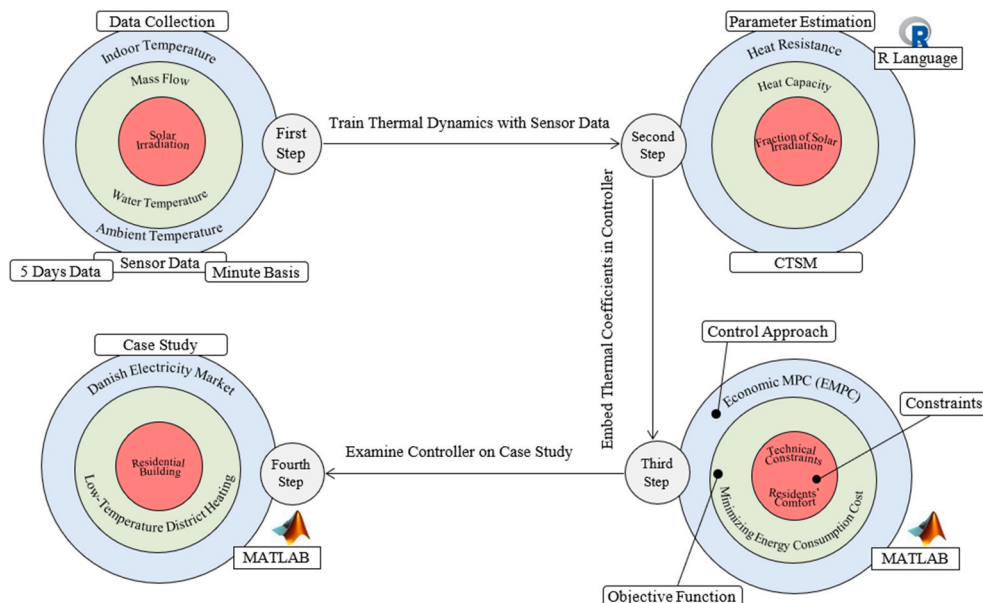 Data Collection
Indoor Temperature
Mass Flow
Solar
Irradiation
Water Temperature
Ambient Temperature
Sensor Data
5 Days Data
Minute Basis
First
Step
Train Thermal Dynamics with Sensor Data
Parameter Estimation
R
R Language
Heat Resistance
Heat Capacity
Fraction of Solar
Irradiation
Second
Step
CTSM
Embed Thermal Coefficients in Controller
Control Approach
Economic MPC (EMPC)
Constraints
Technical
Constraints
Residents'
Comfort
Minimizing Energy Consumption Cost
Third
Step
MATLAB
Objective Function
Examine Controller on Case Study
Case Study
Danish Electricity Market
Residential
Building
Low-Temperature District Heating
Fourth
Step
MATLAB